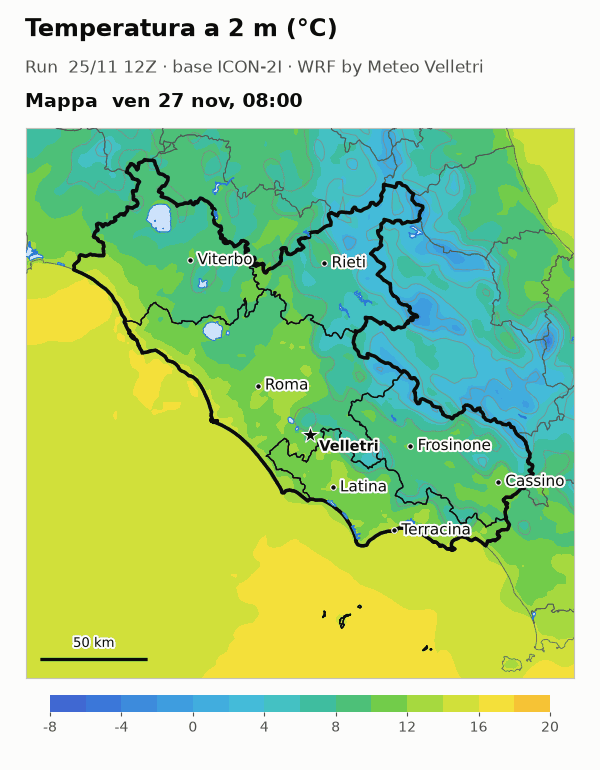 Temperatura a 2 m (°C)
Run  25/11 12Z · base ICON-2I · WRF by Meteo Velletri
Mappa  ven 27 nov, 08:00
Viterbo
Rieti
Roma
Velletri
Frosinone
Cassino
Latina
Terracina
50 km
-8 -4 0 4 8 12 16 20